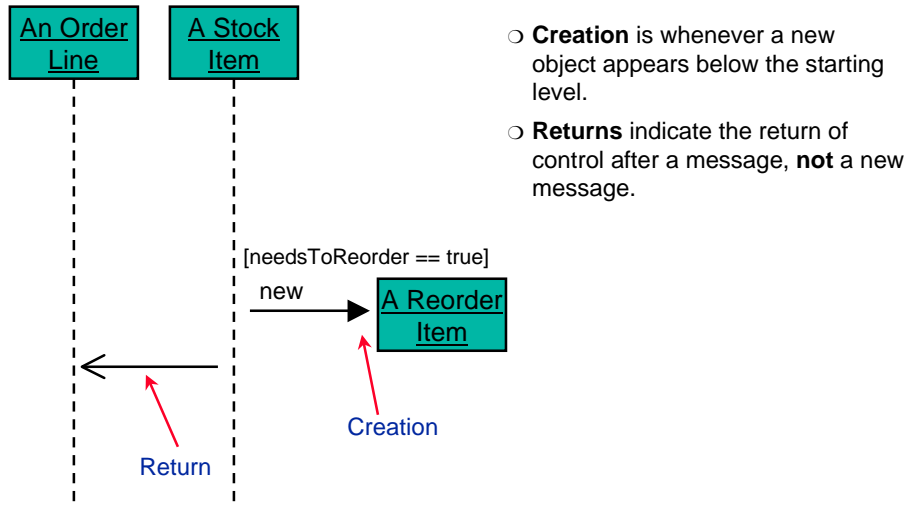 An Order
Line
A Stock
Item
❍ Creation is whenever a new
object appears below the starting
level.
❍ Returns indicate the return of
control after a message, not a new
message.
[needsToReorder == true]
new
A Reorder
Item
Creation
Return